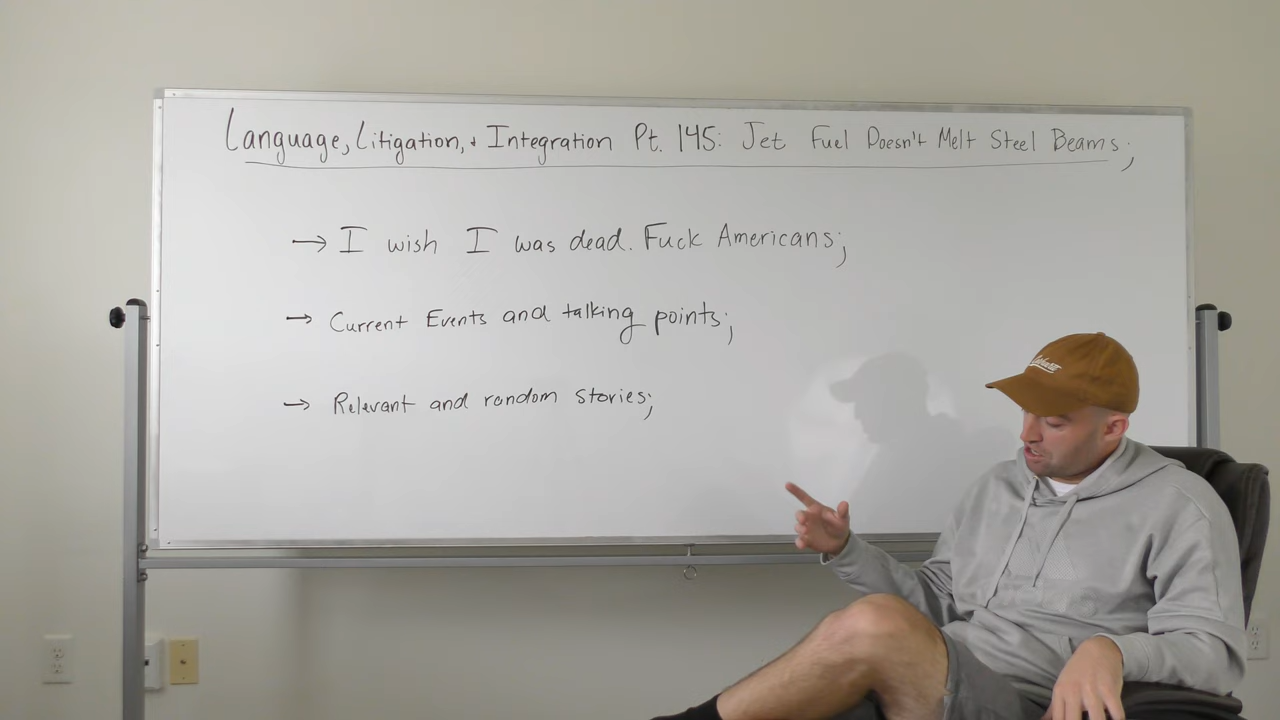 Language, Litigation, + Integration Pt. 145: Jet Fuel Doesn't Melt Steel Beams;
→ I wish I was dead. Fuck Americans;
→ Current Events and talking points;
→ Relevant and random stories;